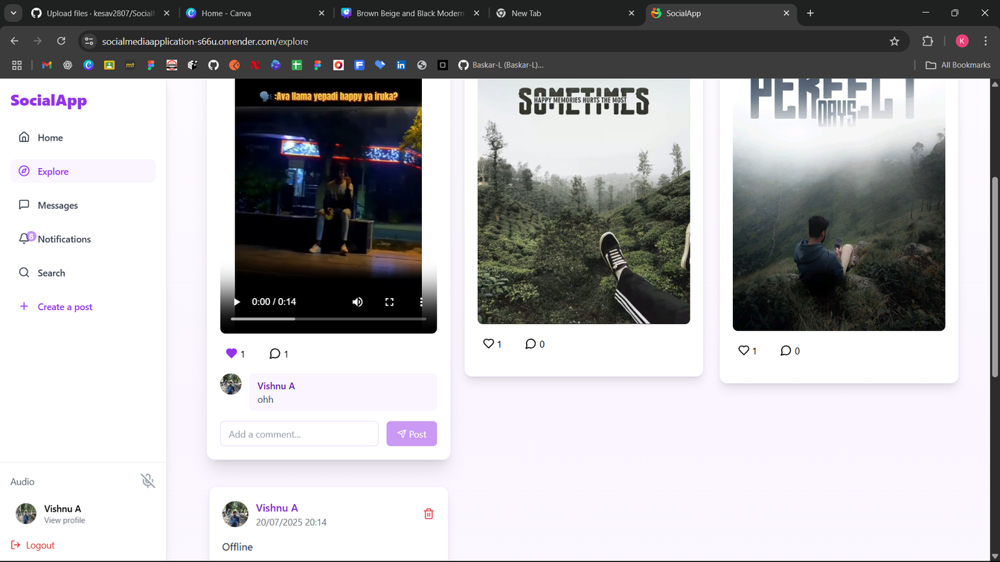 Upload files · kesav2807/Sociall
Home - Canva
Brown Beige and Black Modern
New Tab
SocialApp
socialmediaapplication-s66u.onrender.com/explore
K
mt
Baskar-L (Baskar-L)...
All Bookmarks
SocialApp
Home
Explore
Messages
8
Notifications
Search
Create a post
Audio
Vishnu A
View profile
Logout
:Ava llama yepadi happy ya iruka?
0:00 / 0:14
1
1
Vishnu A
ohh
Add a comment...
Post
Vishnu A
20/07/2025 20:14
Offline
SOMETIMES
HAPPY MEMORIES HURTS THE MOST
1
0
PERFECT
DAYS
1
0